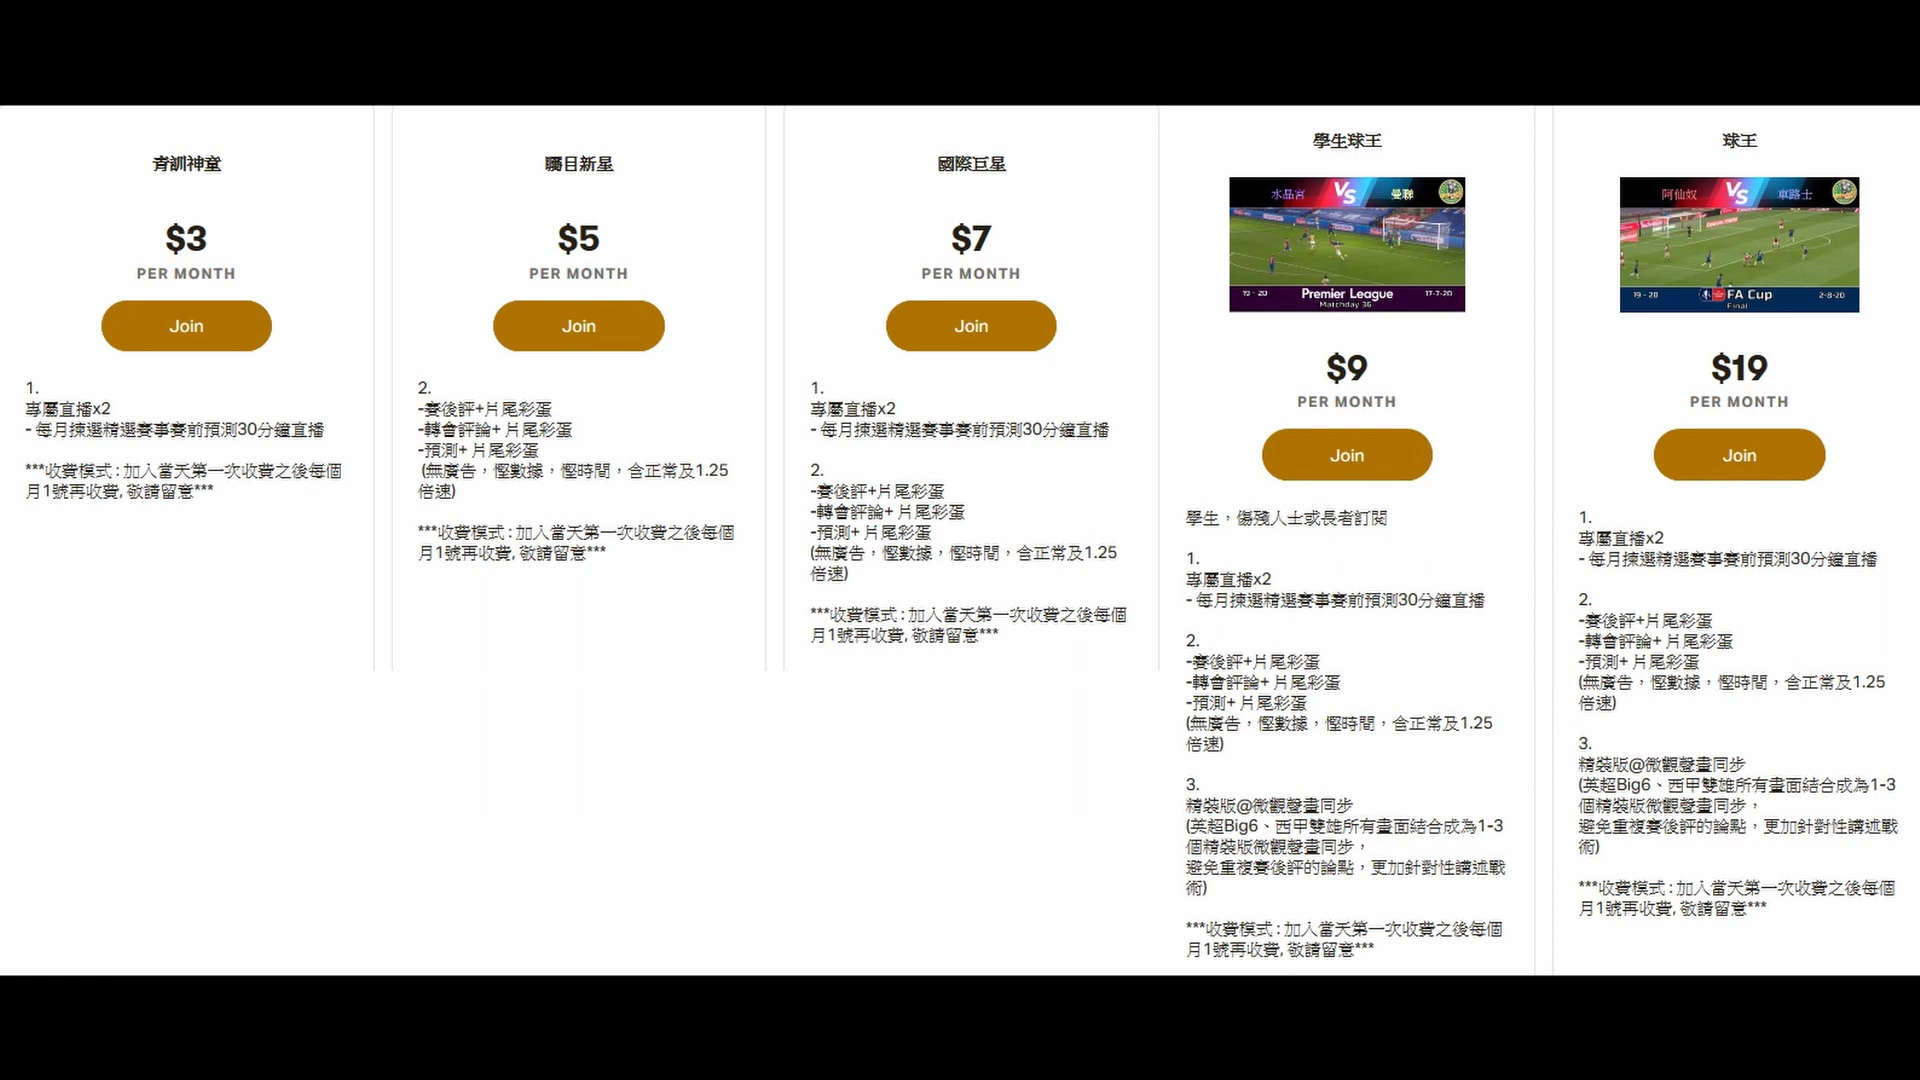 青訓神童
$3
PER MONTH
Join
1.
專屬直播x2
- 每月揀選精選賽事賽前預測30分鐘直播
***收費模式 : 加入當天第一次收費之後每個
月1號再收費, 敬請留意***
矚目新星
$5
PER MONTH
Join
2.
-賽後評+片尾彩蛋
-轉會評論+ 片尾彩蛋
-預測+ 片尾彩蛋
(無廣告，慳數據，慳時間，含正常及1.25
倍速)
***收費模式 : 加入當天第一次收費之後每個
月1號再收費, 敬請留意***
國際巨星
$7
PER MONTH
Join
1.
專屬直播x2
- 每月揀選精選賽事賽前預測30分鐘直播
2.
-賽後評+片尾彩蛋
-轉會評論+ 片尾彩蛋
-預測+ 片尾彩蛋
(無廣告，慳數據，慳時間，含正常及1.25
倍速)
***收費模式 : 加入當天第一次收費之後每個
月1號再收費, 敬請留意***
學生球王
水晶宮 VS 曼聯
19 - 20 Premier League 17-7-20
Matchday 36
$9
PER MONTH
Join
學生，傷殘人士或長者訂閱
1.
專屬直播x2
- 每月揀選精選賽事賽前預測30分鐘直播
2.
-賽後評+片尾彩蛋
-轉會評論+ 片尾彩蛋
-預測+ 片尾彩蛋
(無廣告，慳數據，慳時間，含正常及1.25
倍速)
3.
精裝版@微觀聲畫同步
(英超Big6、西甲雙雄所有畫面結合成為1-3
個精裝版微觀聲畫同步，
避免重複賽後評的論點，更加針對性講述戰
術)
***收費模式 : 加入當天第一次收費之後每個
月1號再收費, 敬請留意***
球王
阿仙奴 VS 車路士
19 - 20 FA Cup 2-8-20
Final
$19
PER MONTH
Join
1.
專屬直播x2
- 每月揀選精選賽事賽前預測30分鐘直播
2.
-賽後評+片尾彩蛋
-轉會評論+ 片尾彩蛋
-預測+ 片尾彩蛋
(無廣告，慳數據，慳時間，含正常及1.25
倍速)
3.
精裝版@微觀聲畫同步
(英超Big6、西甲雙雄所有畫面結合成為1-3
個精裝版微觀聲畫同步，
避免重複賽後評的論點，更加針對性講述戰
術)
***收費模式 : 加入當天第一次收費之後每個
月1號再收費, 敬請留意***